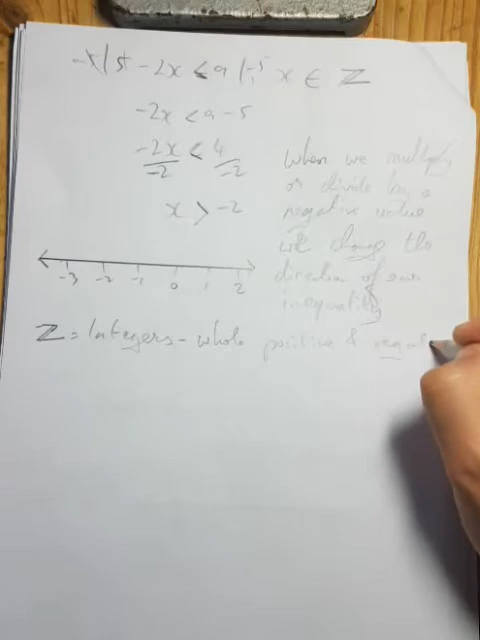 -5 | 5 - 2x < 9 | -5 x ∈ ℤ
-2x < 9 - 5
-2x < 4
-2 -2
x > -2
When we multiply
or divide by a
negative value
we change the
direction of our
inequality
-3 -2 -1 0 1 2
ℤ = Integers - whole positive &